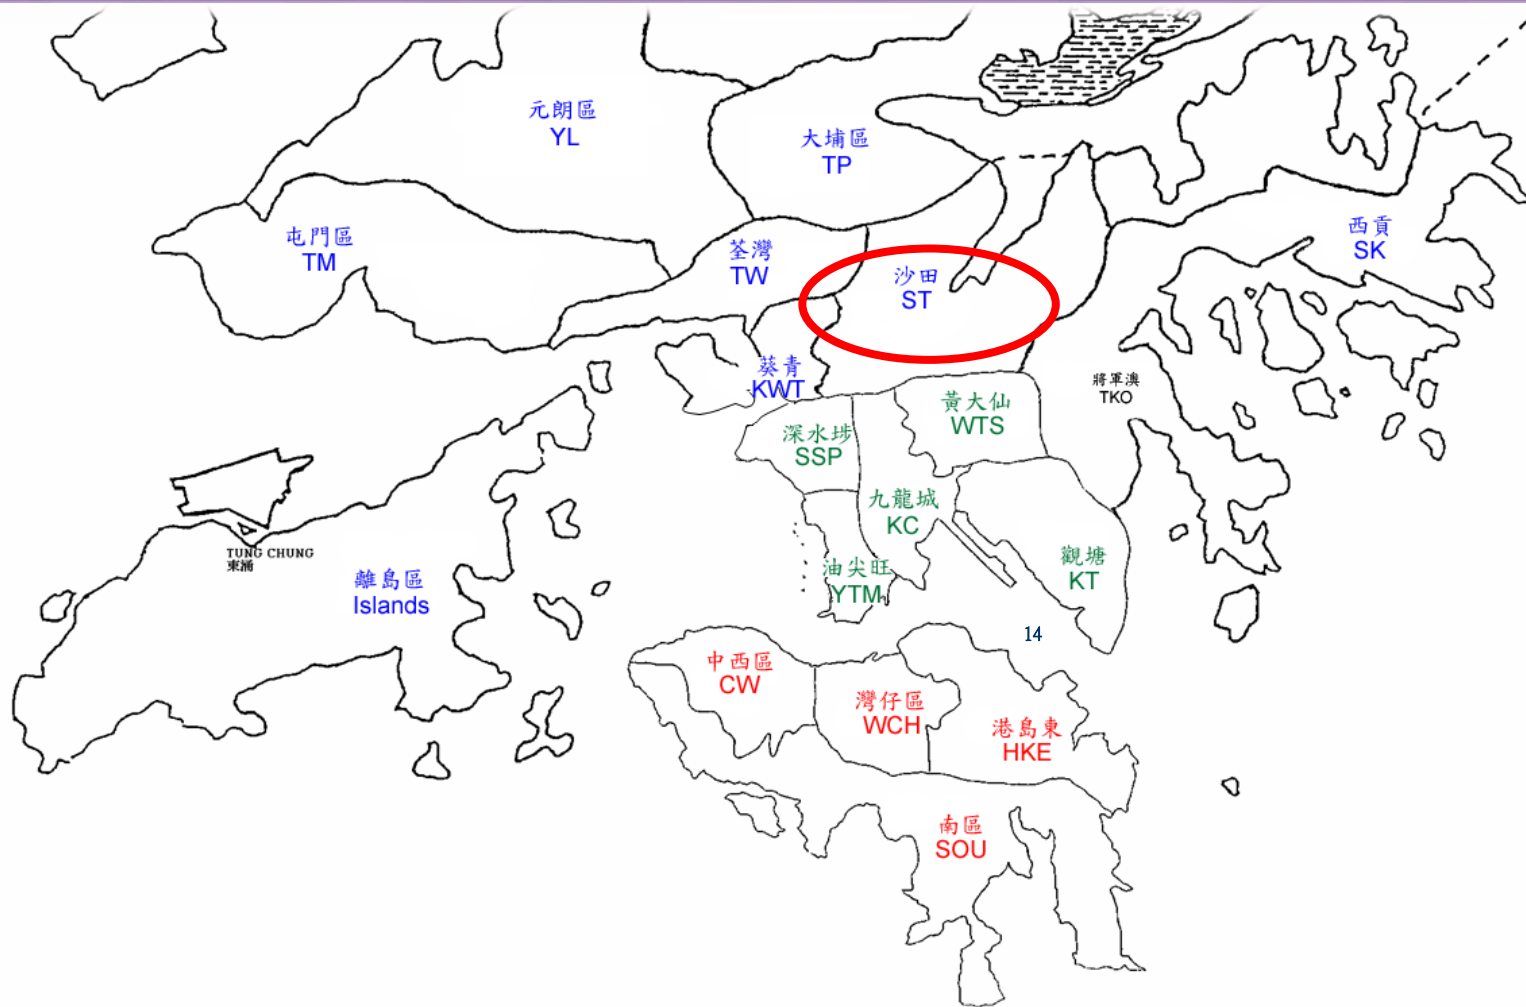 元朗區
YL
大埔區
TP
屯門區
TM
荃灣
TW
西貢
SK
沙田
ST
葵青
KWT
將軍澳
TKO
黃大仙
WTS
深水埗
SSP
九龍城
KC
TUNG CHUNG
東涌
離島區
Islands
油尖旺
YTM
觀塘
KT
14
中西區
CW
灣仔區
WCH
港島東
HKE
南區
SOU